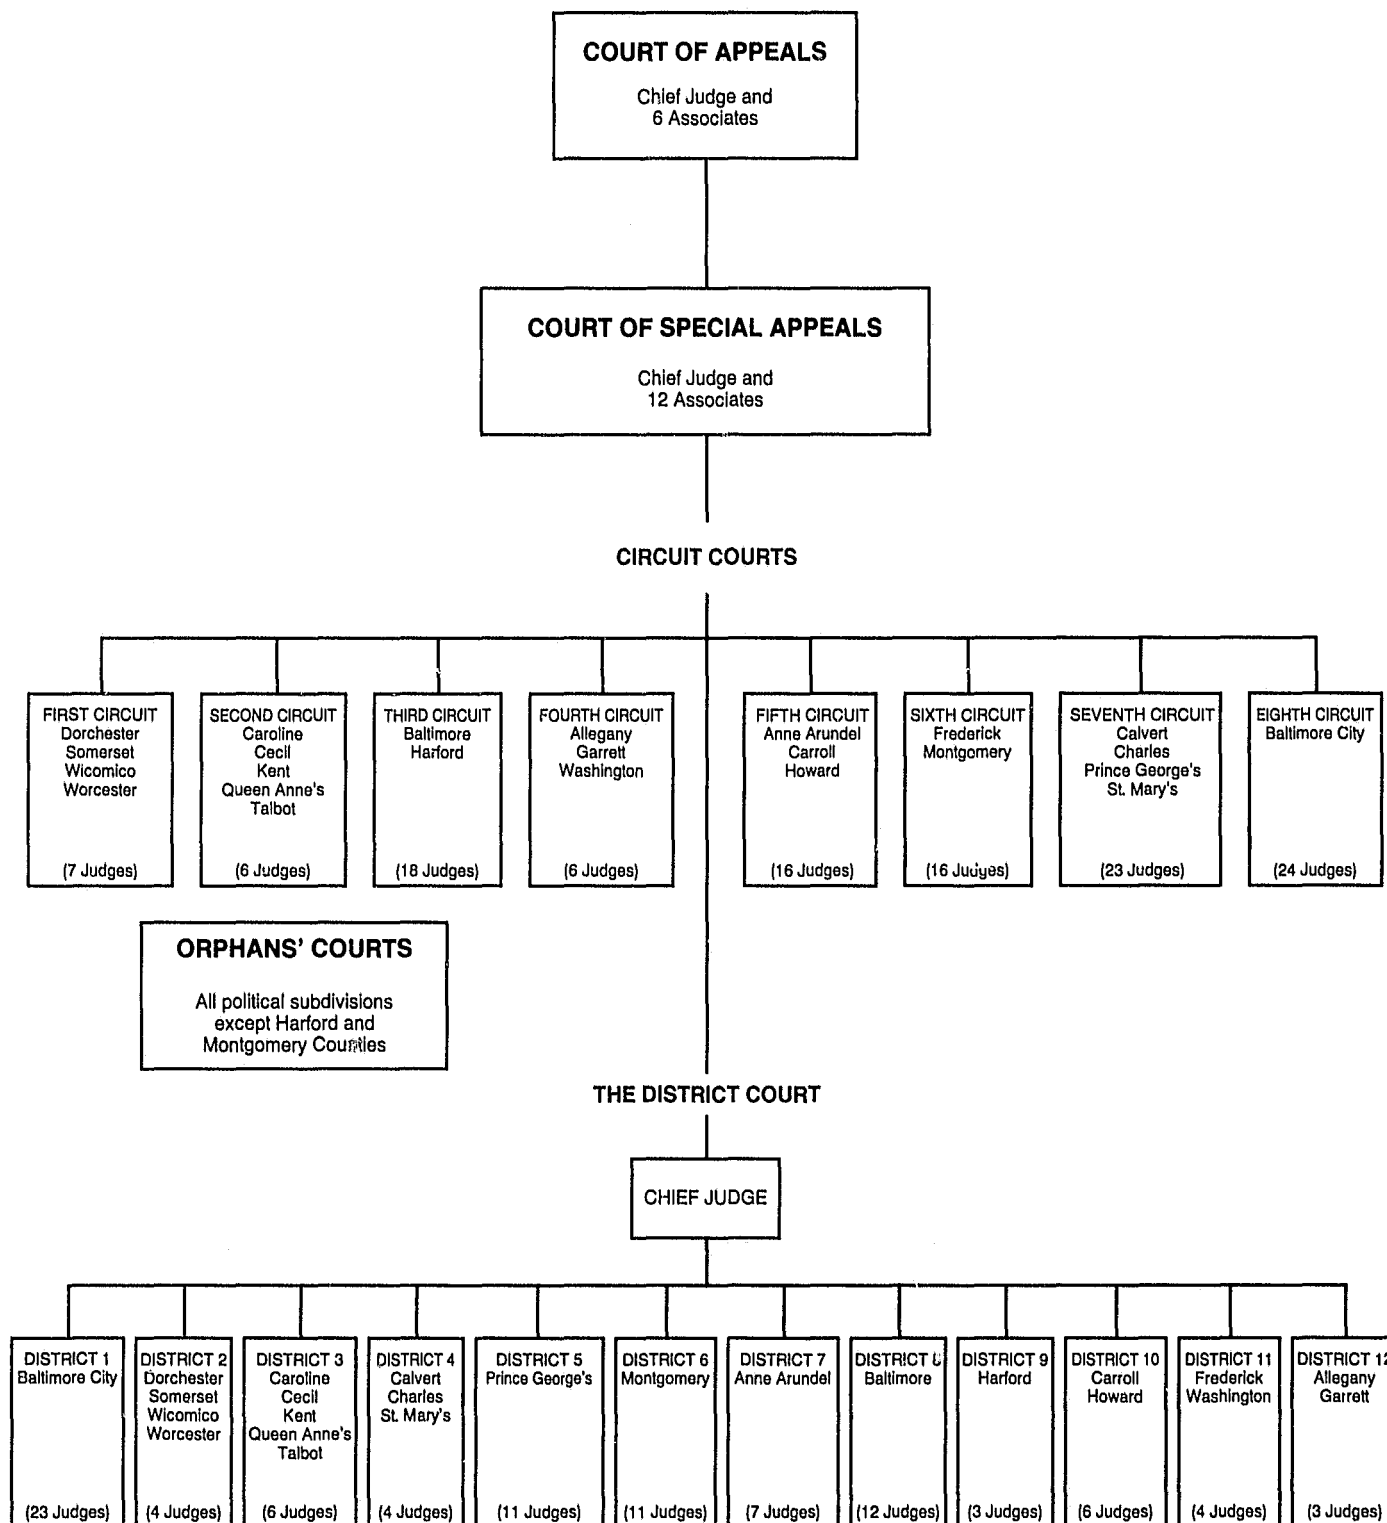 COURT OF APPEALS
Chief Judge and
6 Associates
COURT OF SPECIAL APPEALS
Chief Judge and
12 Associates
CIRCUIT COURTS
FIRST CIRCUIT
Dorchester
Somerset
Wicomico
Worcester
(7 Judges)
SECOND CIRCUIT
Caroline
Cecil
Kent
Queen Anne's
Talbot
(6 Judges)
THIRD CIRCUIT
Baltimore
Harford
(18 Judges)
FOURTH CIRCUIT
Allegany
Garrett
Washington
(6 Judges)
FIFTH CIRCUIT
Anne Arundel
Carroll
Howard
(16 Judges)
SIXTH CIRCUIT
Frederick
Montgomery
(16 Judges)
SEVENTH CIRCUIT
Calvert
Charles
Prince George's
St. Mary's
(23 Judges)
EIGHTH CIRCUIT
Baltimore City
(24 Judges)
ORPHANS' COURTS
All political subdivisions
except Harford and
Montgomery Counties
THE DISTRICT COURT
CHIEF JUDGE
DISTRICT 1
Baltimore City
(23 Judges)
DISTRICT 2
Dorchester
Somerset
Wicomico
Worcester
(4 Judges)
DISTRICT 3
Caroline
Cecil
Kent
Queen Anne's
Talbot
(6 Judges)
DISTRICT 4
Calvert
Charles
St. Mary's
(4 Judges)
DISTRICT 5
Prince George's
(11 Judges)
DISTRICT 6
Montgomery
(11 Judges)
DISTRICT 7
Anne Arundel
(7 Judges)
DISTRICT 8
Baltimore
(12 Judges)
DISTRICT 9
Harford
(3 Judges)
DISTRICT 10
Carroll
Howard
(6 Judges)
DISTRICT 11
Frederick
Washington
(4 Judges)
DISTRICT 12
Allegany
Garrett
(3 Judges)